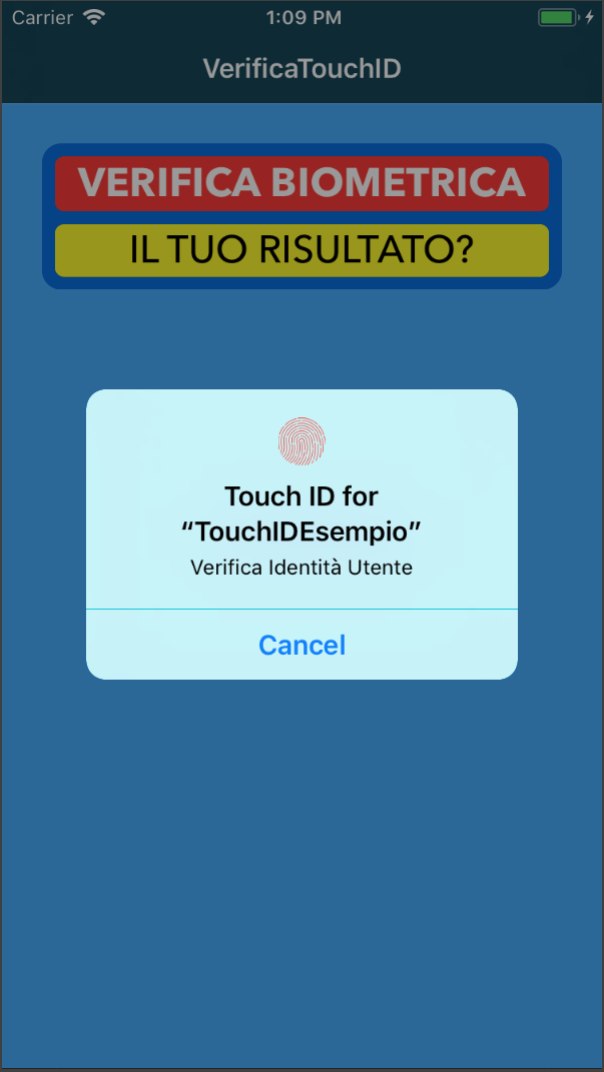 Carrier 1:09 PM
VerificaTouchID
VERIFICA BIOMETRICA
IL TUO RISULTATO?
Touch ID for
“TouchIDEsempio”
Verifica Identità Utente
Cancel